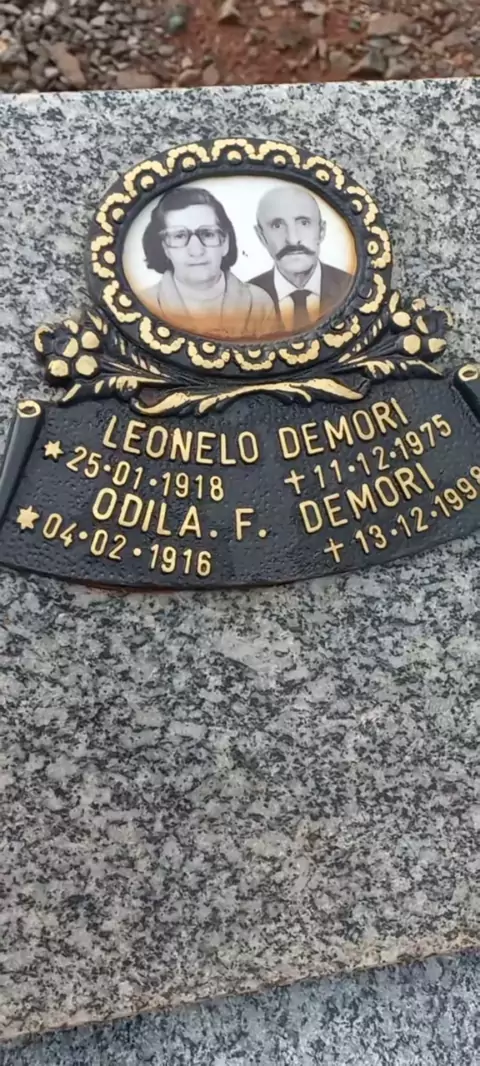 LEONELO DEMORI
*25·01·1918 +11·12·1975
ODILA. F. DEMORI
*04·02·1916 +13·12·1998